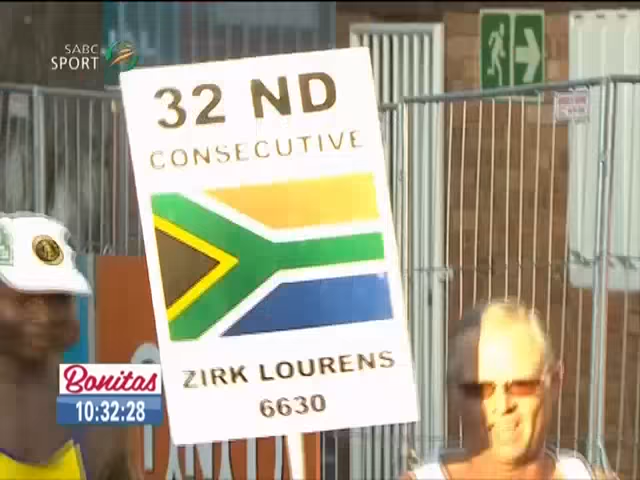 SABC
SPORT
32 ND
CONSECUTIVE
ZIRK LOURENS
6630
Bonitas
10:32:28